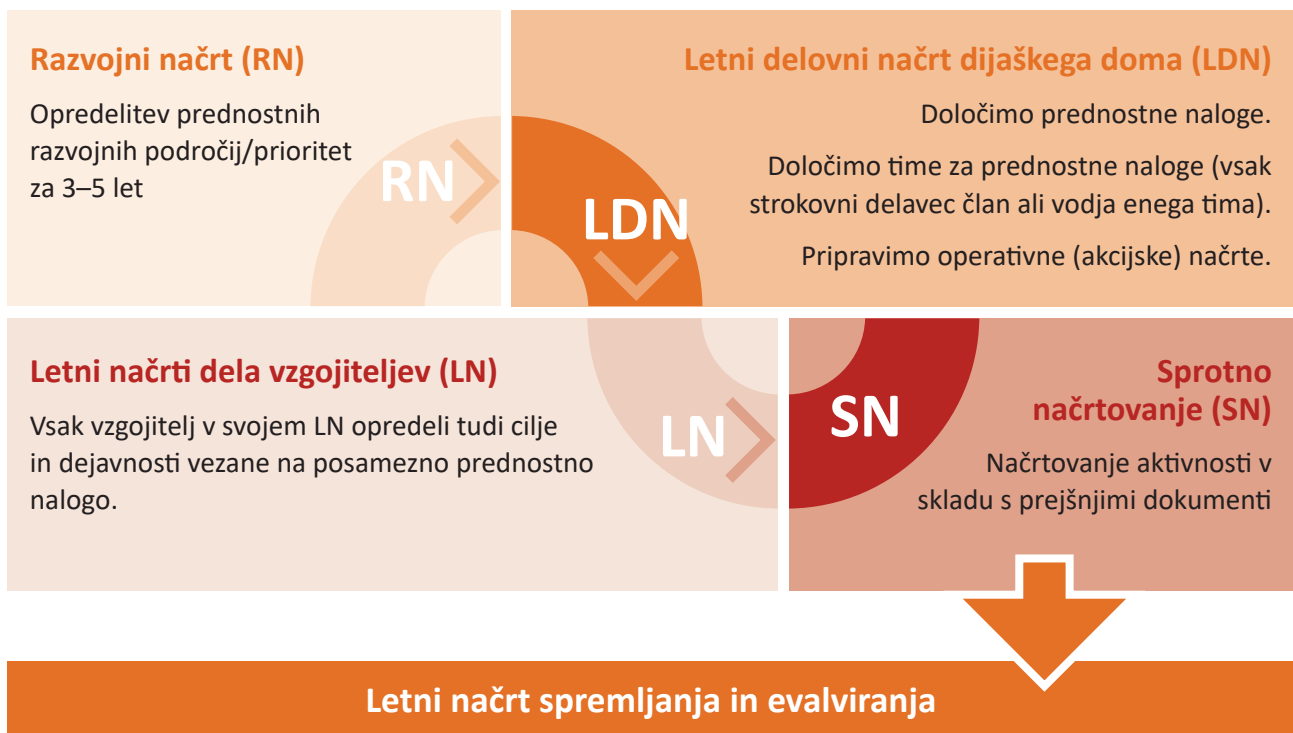 Razvojni načrt (RN)
Opredelitev prednostnih
razvojnih področij/prioritet
za 3–5 let
RN
Letni delovni načrt dijaškega doma (LDN)
Določimo prednostne naloge.
Določimo time za prednostne naloge (vsak
strokovni delavec član ali vodja enega tima).
Pripravimo operativne (akcijske) načrte.
LDN
Letni načrti dela vzgojiteljev (LN)
Vsak vzgojitelj v svojem LN opredeli tudi cilje
in dejavnosti vezane na posamezno prednostno
nalogo.
LN
SN
Sprotno
načrtovanje (SN)
Načrtovanje aktivnosti v
skladu s prejšnjimi dokumenti
Letni načrt spremljanja in evalviranja